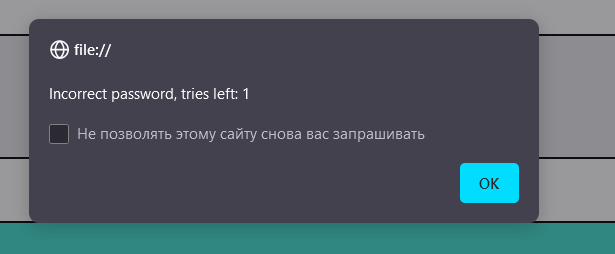 file://
Incorrect password, tries left: 1
Не позволять этому сайту снова вас запрашивать
OK